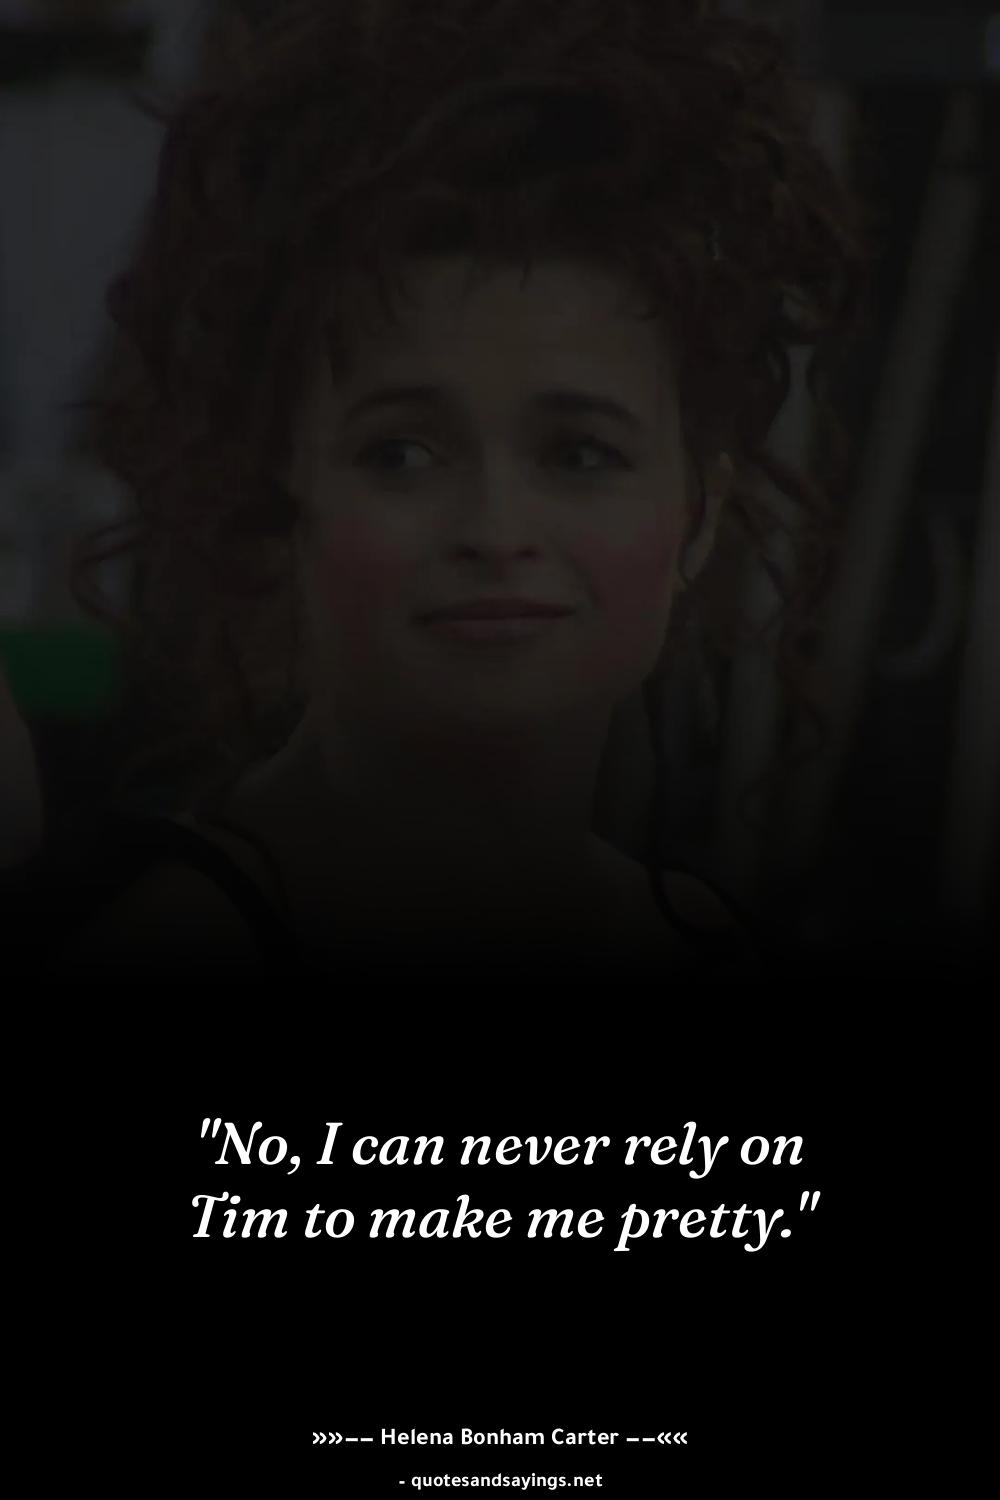 "No, I can never rely on
Tim to make me pretty."
»»–– Helena Bonham Carter ––««
- quotesandsayings.net